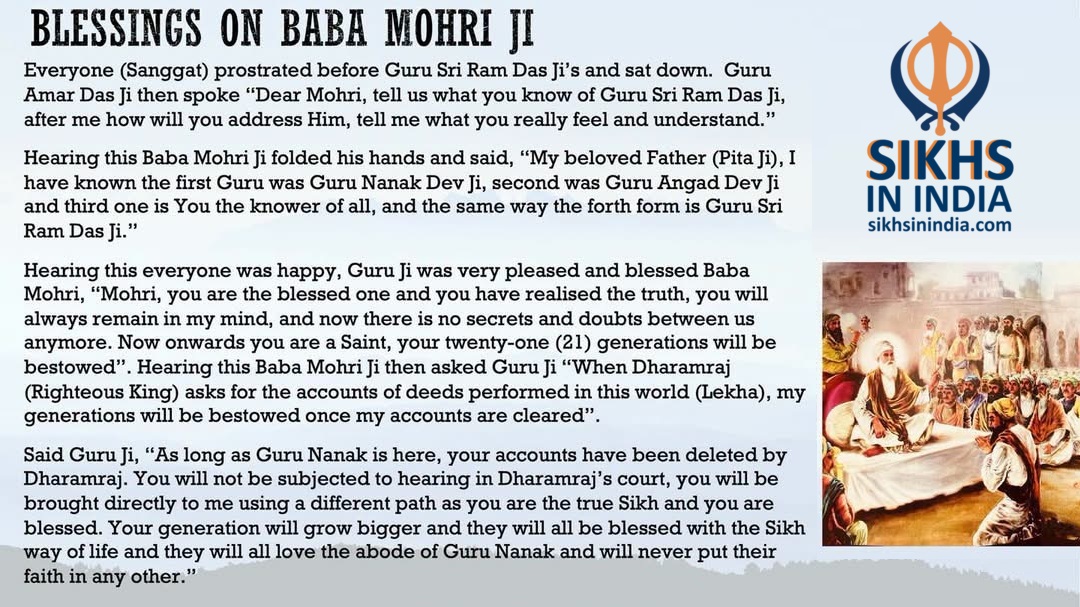 BLESSINGS ON BABA MOHRI JI
Everyone (Sanggat) prostrated before Guru Sri Ram Das Ji’s and sat down.  Guru
Amar Das Ji then spoke “Dear Mohri, tell us what you know of Guru Sri Ram Das Ji,
after me how will you address Him, tell me what you really feel and understand.”
Hearing this Baba Mohri Ji folded his hands and said, “My beloved Father (Pita Ji), I
have known the first Guru was Guru Nanak Dev Ji, second was Guru Angad Dev Ji
and third one is You the knower of all, and the same way the forth form is Guru Sri
Ram Das Ji.”
Hearing this everyone was happy, Guru Ji was very pleased and blessed Baba
Mohri, “Mohri, you are the blessed one and you have realised the truth, you will
always remain in my mind, and now there is no secrets and doubts between us
anymore. Now onwards you are a Saint, your twenty-one (21) generations will be
bestowed”. Hearing this Baba Mohri Ji then asked Guru Ji “When Dharamraj
(Righteous King) asks for the accounts of deeds performed in this world (Lekha), my
generations will be bestowed once my accounts are cleared”.
Said Guru Ji, “As long as Guru Nanak is here, your accounts have been deleted by
Dharamraj. You will not be subjected to hearing in Dharamraj’s court, you will be
brought directly to me using a different path as you are the true Sikh and you are
blessed. Your generation will grow bigger and they will all be blessed with the Sikh
way of life and they will all love the abode of Guru Nanak and will never put their
faith in any other.”
SIKHS
IN INDIA
sikhsinindia.com